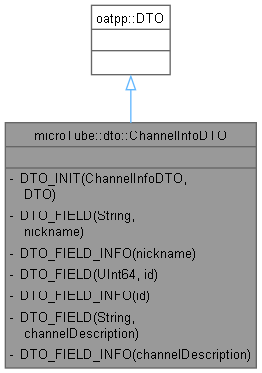 oatpp::DTO
microTube::dto::ChannelInfoDTO
- DTO_INIT(ChannelInfoDTO,
DTO)
- DTO_FIELD(String,
nickname)
- DTO_FIELD_INFO(nickname)
- DTO_FIELD(UInt64, id)
- DTO_FIELD_INFO(id)
- DTO_FIELD(String,
channelDescription)
- DTO_FIELD_INFO(channelDescription)